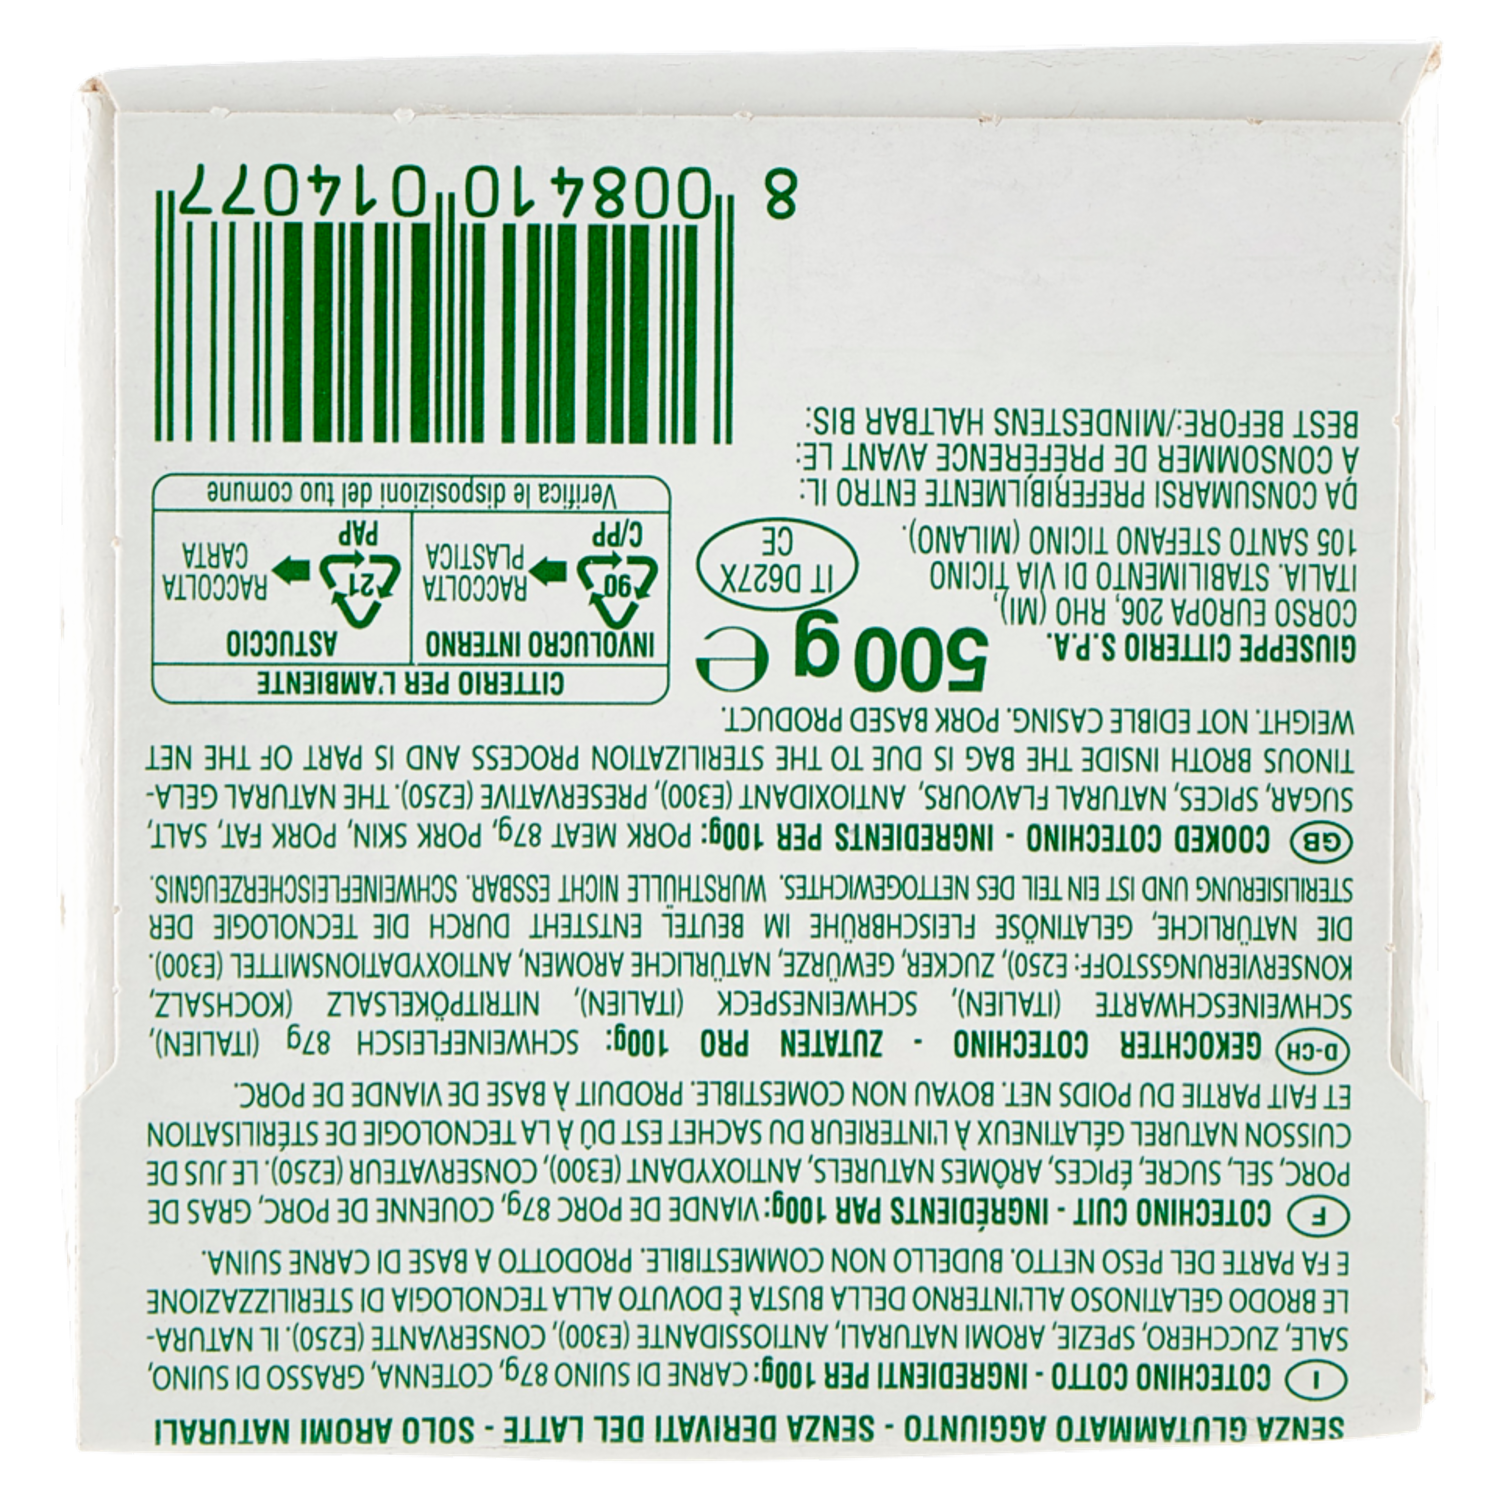 SENZA GLUTAMMATO AGGIUNTO - SENZA DERIVATI DEL LATTE - SOLO AROMI NATURALI
I COTECHINO COTTO - INGREDIENTI PER 100g: CARNE DI SUINO 87g, COTENNA, GRASSO DI SUINO,
SALE, ZUCCHERO, SPEZIE, AROMI NATURALI, ANTIOSSIDANTE (E300), CONSERVANTE (E250). IL NATURA-
LE BRODO GELATINOSO ALL'INTERNO DELLA BUSTA È DOVUTO ALLA TECNOLOGIA DI STERILIZZAZIONE
E FA PARTE DEL PESO NETTO. BUDELLO NON COMMESTIBILE. PRODOTTO A BASE DI CARNE SUINA.
F COTECHINO CUIT - INGRÉDIENTS PAR 100g: VIANDE DE PORC 87g, COUENNE DE PORC, GRAS DE
PORC, SEL, SUCRE, ÉPICES, ARÔMES NATURELS, ANTIOXYDANT (E300), CONSERVATEUR (E250). LE JUS DE
CUISSON NATUREL GÉLATINEUX À L'INTERIEUR DU SACHET EST DÛ À LA TECNOLOGIE DE STÉRILISATION
ET FAIT PARTIE DU POIDS NET. BOYAU NON COMESTIBLE. PRODUIT À BASE DE VIANDE DE PORC.
D-CH GEKOCHTER COTECHINO - ZUTATEN PRO 100g: SCHWEINEFLEISCH 87g (ITALIEN),
SCHWEINESCHWARTE (ITALIEN), SCHWEINESPECK (ITALIEN), NITRITPÖKELSALZ (KOCHSALZ,
KONSERVIERUNGSSTOFF: E250), ZUCKER, GEWÜRZE, NATÜRLICHE AROMEN, ANTIOXYDATIONSMITTEL (E300).
DIE NATÜRLICHE, GELATINÖSE FLEISCHBRÜHE IM BEUTEL ENTSTEHT DURCH DIE TECNOLOGIE DER
STERILISIERUNG UND IST EIN TEIL DES NETTOGEWICHTES. WURSTHÜLLE NICHT ESSBAR. SCHWEINEFLEISCHERZEUGNIS.
GB COOKED COTECHINO - INGREDIENTS PER 100g: PORK MEAT 87g, PORK SKIN, PORK FAT, SALT,
SUGAR, SPICES, NATURAL FLAVOURS, ANTIOXIDANT (E300), PRESERVATIVE (E250). THE NATURAL GELA-
TINOUS BROTH INSIDE THE BAG IS DUE TO THE STERILIZATION PROCESS AND IS PART OF THE NET
WEIGHT. NOT EDIBLE CASING. PORK BASED PRODUCT.
GIUSEPPE CITTERIO S.P.A.
CORSO EUROPA 206, RHO (MI),
ITALIA. STABILIMENTO DI VIA TICINO
105 SANTO STEFANO TICINO (MILANO).
DA CONSUMARSI PREFERIBILMENTE ENTRO IL:
À CONSOMMER DE PRÉFÉRENCE AVANT LE:
BEST BEFORE:/MINDESTENS HALTBAR BIS:
500 g e
IT D627X
CE
CITTERIO PER L'AMBIENTE
INVOLUCRO INTERNO
90
C/PP
RACCOLTA
PLASTICA
ASTUCCIO
21
PAP
RACCOLTA
CARTA
Verifica le disposizioni del tuo comune
8 008410 014077